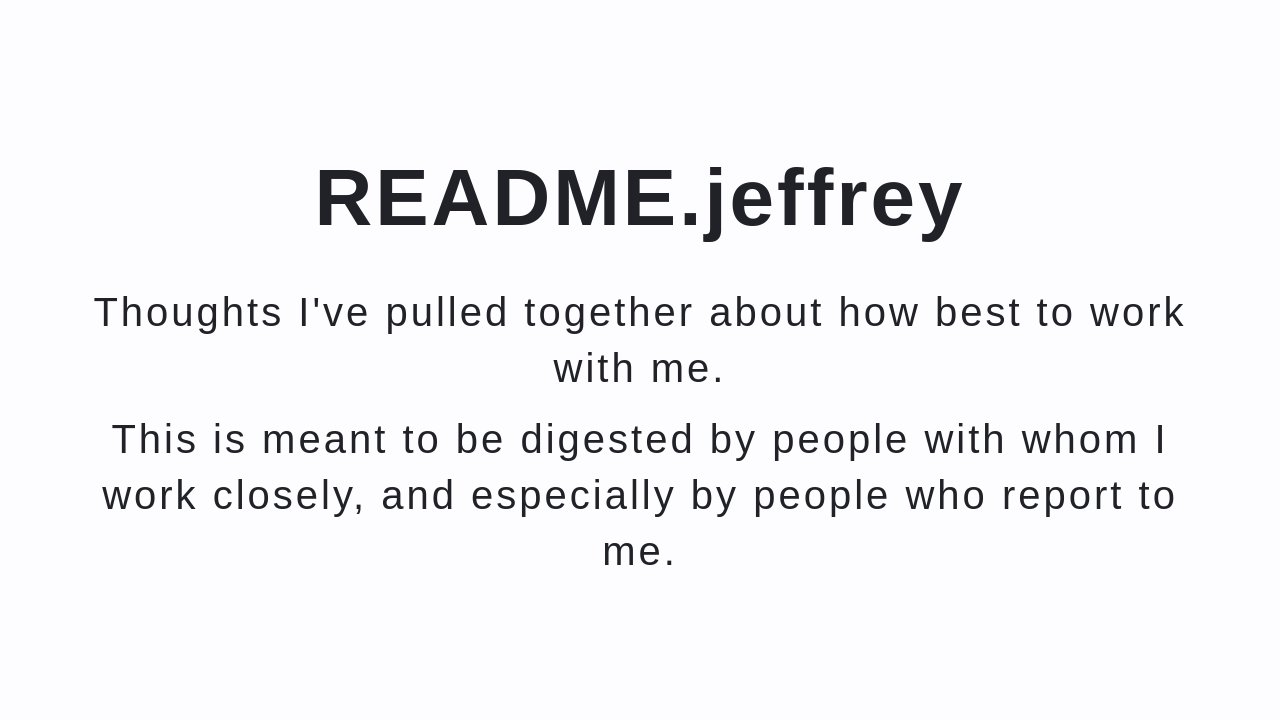 README.jeffrey
Thoughts I've pulled together about how best to work
with me.
This is meant to be digested by people with whom I
work closely, and especially by people who report to
me.